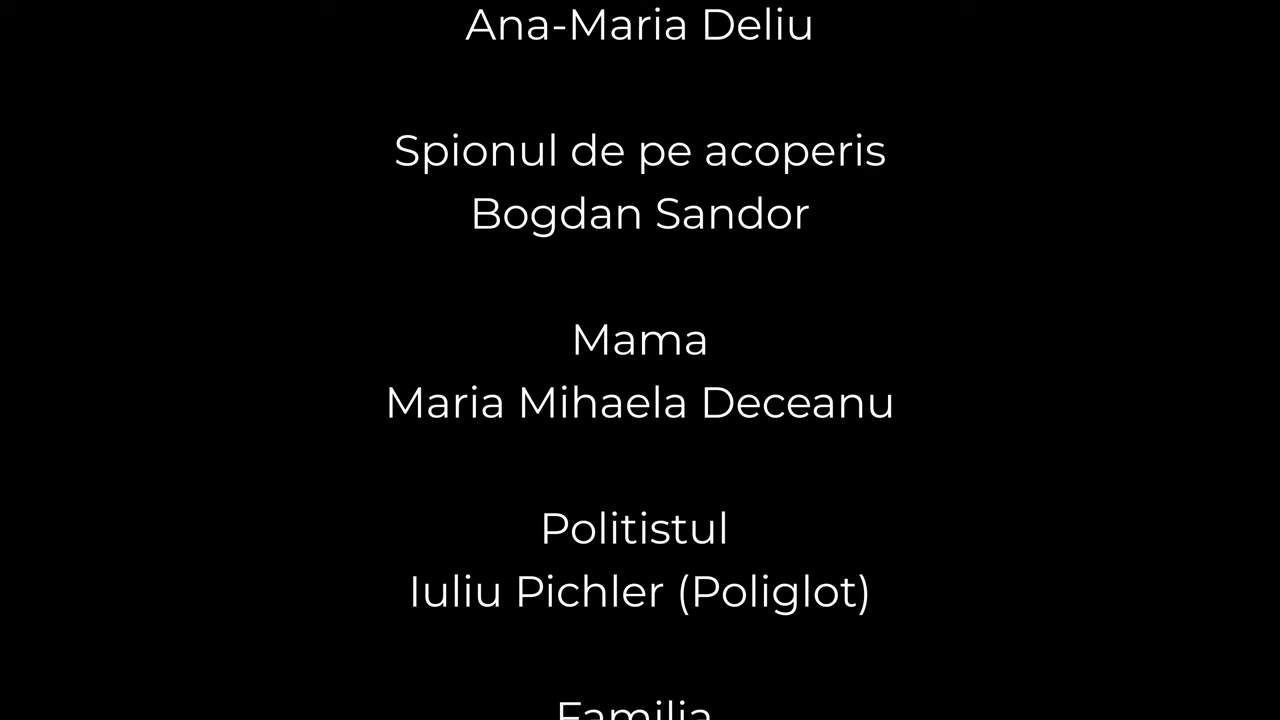 Ana-Maria Deliu
Spionul de pe acoperis
Bogdan Sandor
Mama
Maria Mihaela Deceanu
Politistul
Iuliu Pichler (Poliglot)
Familia